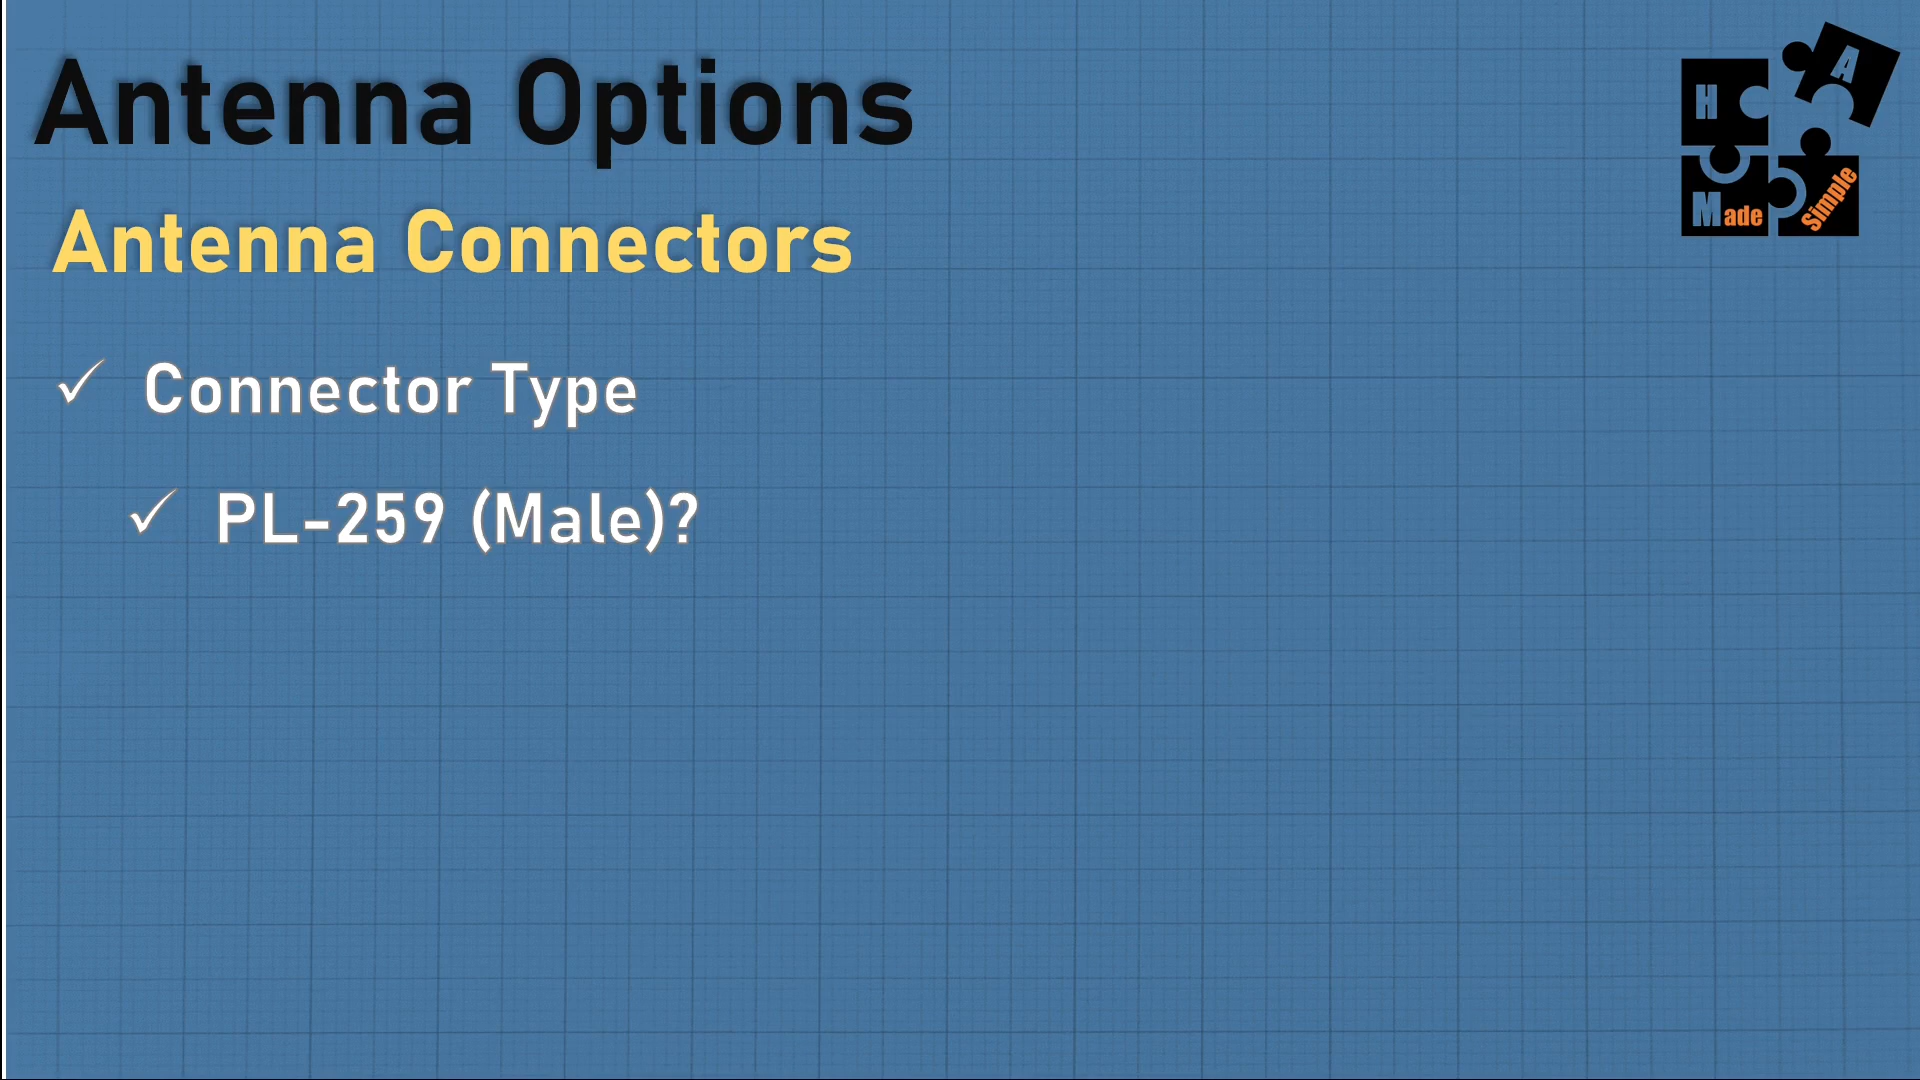 Antenna Options
Antenna Connectors
✓ Connector Type
✓ PL-259 (Male)?
H A
Made Simple